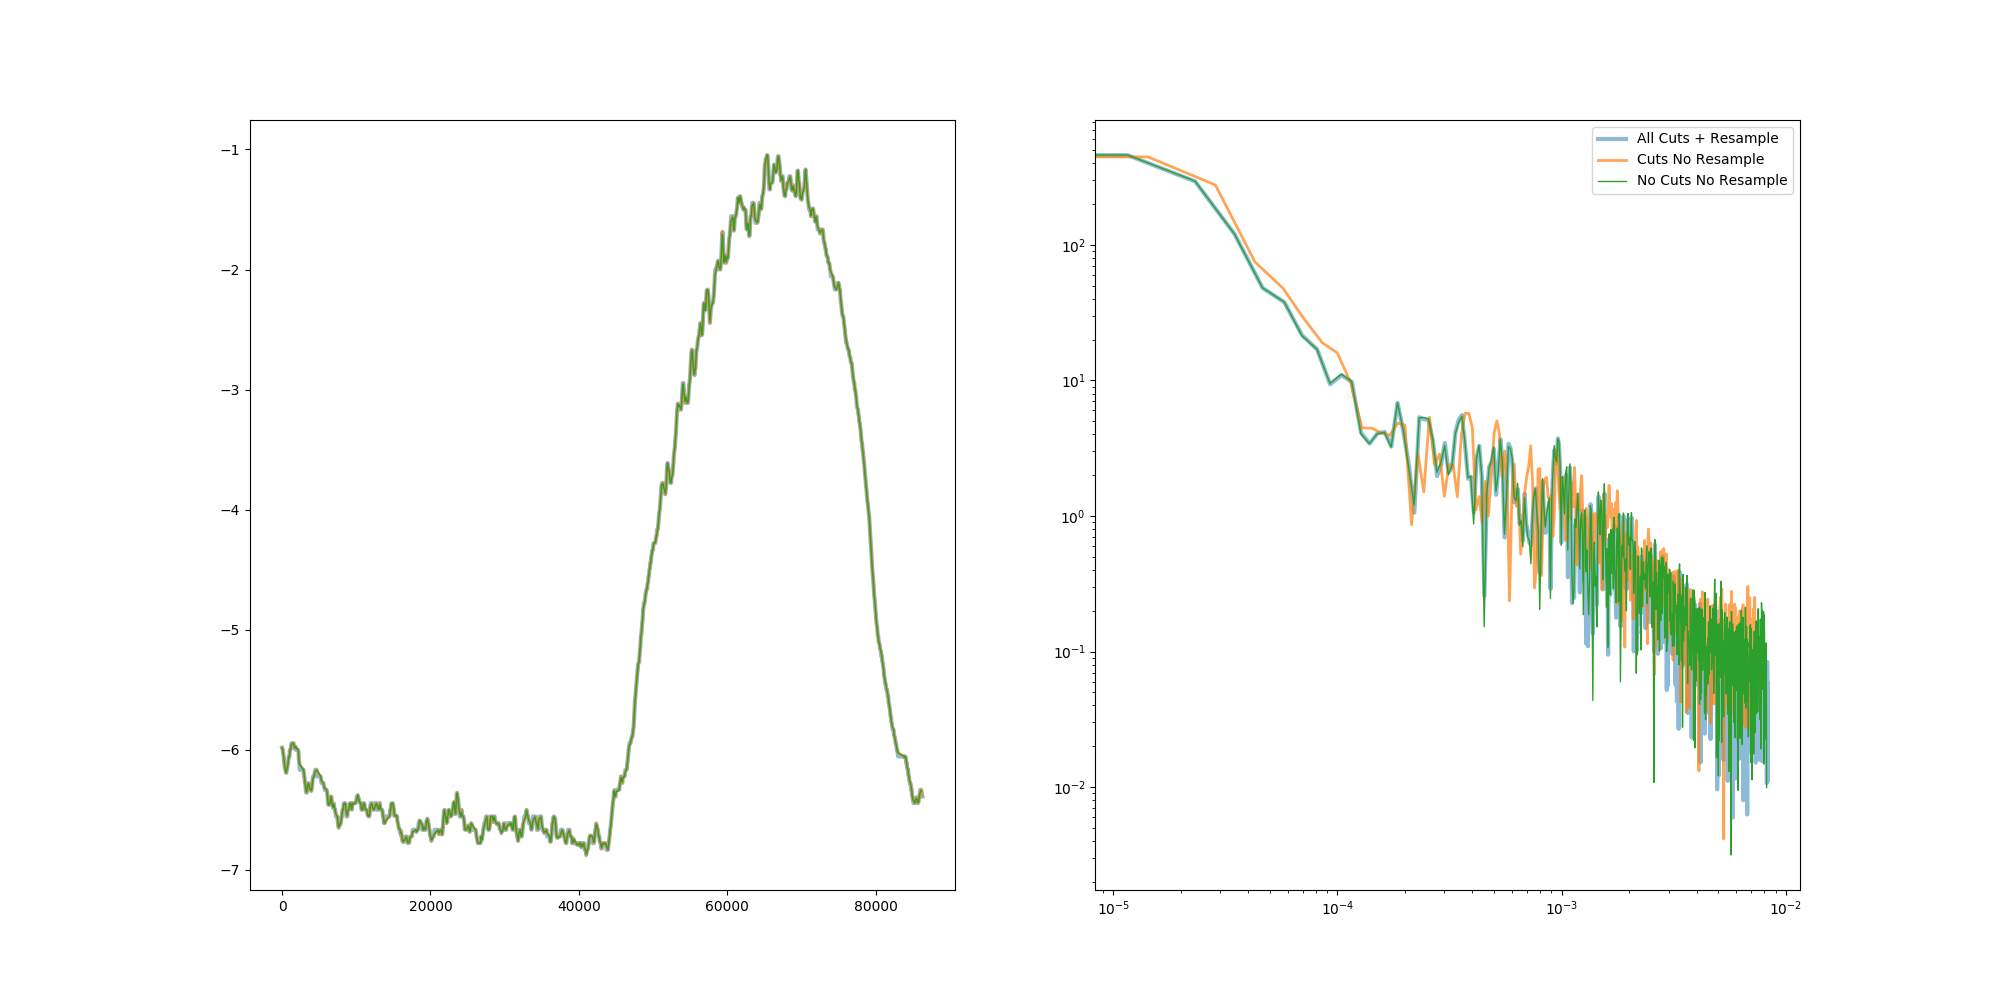 −1
−2
−3
−4
−5
−6
−7
0 20000 40000 60000 80000
All Cuts + Resample
Cuts No Resample
No Cuts No Resample
10²
10¹
10⁰
10⁻¹
10⁻²
10⁻⁵ 10⁻⁴ 10⁻³ 10⁻²